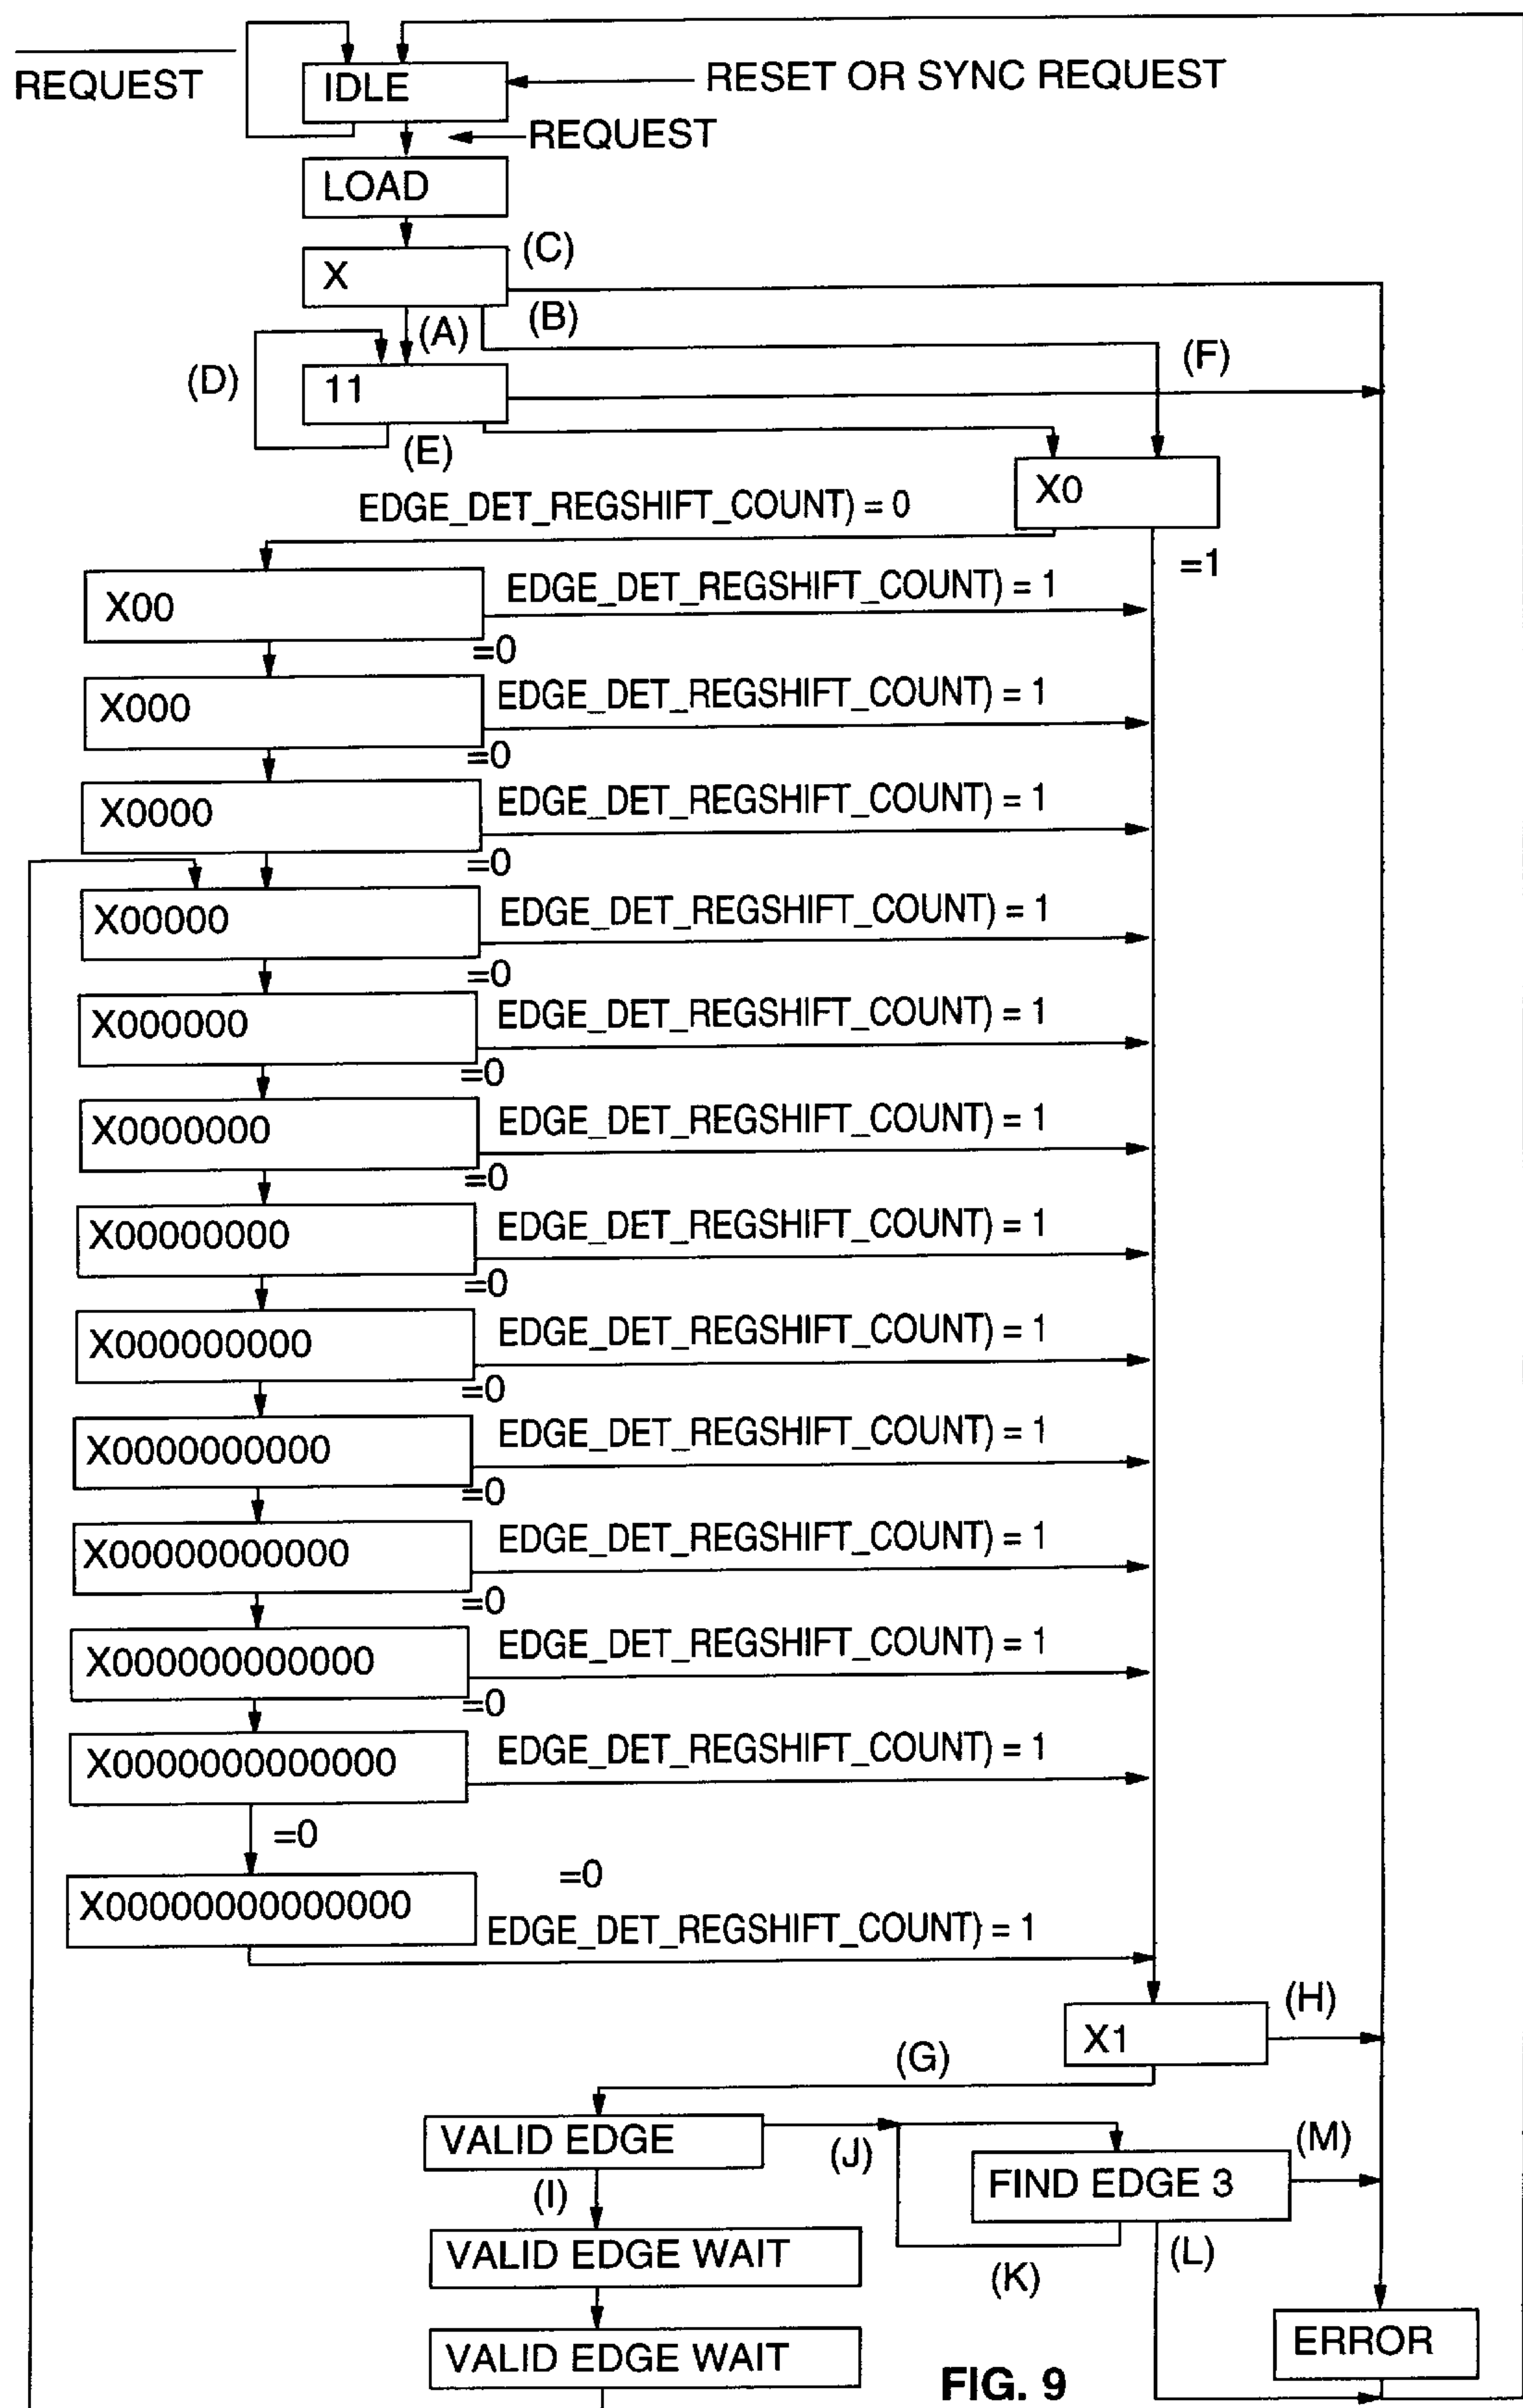 REQUEST
IDLE
RESET OR SYNC REQUEST
REQUEST
LOAD
X
(C)
(B)
(A)
(D)
11
(F)
(E)
X0
EDGE_DET_REGSHIFT_COUNT) = 0
=1
X00
EDGE_DET_REGSHIFT_COUNT) = 1
=0
X000
EDGE_DET_REGSHIFT_COUNT) = 1
=0
X0000
EDGE_DET_REGSHIFT_COUNT) = 1
=0
X00000
EDGE_DET_REGSHIFT_COUNT) = 1
=0
X000000
EDGE_DET_REGSHIFT_COUNT) = 1
=0
X0000000
EDGE_DET_REGSHIFT_COUNT) = 1
=0
X00000000
EDGE_DET_REGSHIFT_COUNT) = 1
=0
X000000000
EDGE_DET_REGSHIFT_COUNT) = 1
=0
X0000000000
EDGE_DET_REGSHIFT_COUNT) = 1
=0
X00000000000
EDGE_DET_REGSHIFT_COUNT) = 1
=0
X000000000000
EDGE_DET_REGSHIFT_COUNT) = 1
=0
X0000000000000
EDGE_DET_REGSHIFT_COUNT) = 1
=0
X00000000000000
=0
EDGE_DET_REGSHIFT_COUNT) = 1
X1
(H)
(G)
VALID EDGE
(J)
(M)
FIND EDGE 3
(I)
(L)
(K)
VALID EDGE WAIT
VALID EDGE WAIT
ERROR
FIG. 9